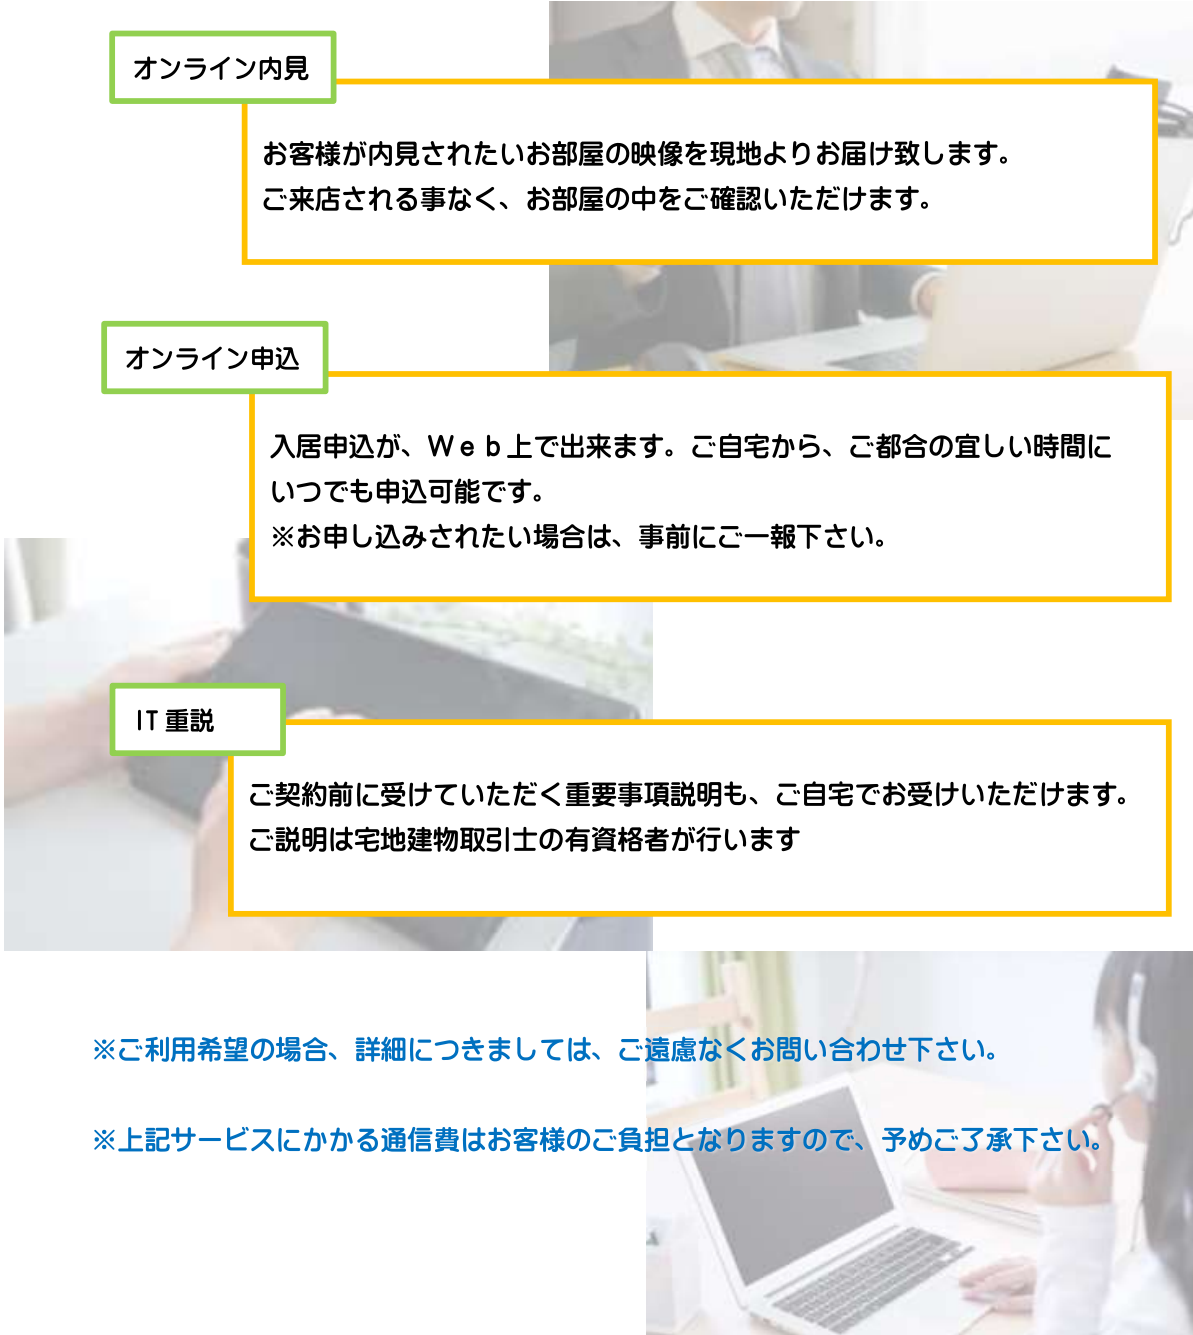 オンライン内見
お客様が内見されたいお部屋の映像を現地よりお届け致します。
ご来店される事なく、お部屋の中をご確認いただけます。
オンライン申込
入居申込が、Ｗｅｂ上で出来ます。ご自宅から、ご都合の宜しい時間に
いつでも申込可能です。
※お申し込みされたい場合は、事前にご一報下さい。
IT 重説
ご契約前に受けていただく重要事項説明も、ご自宅でお受けいただけます。
ご説明は宅地建物取引士の有資格者が行います
※ご利用希望の場合、詳細につきましては、ご遠慮なくお問い合わせ下さい。
※上記サービスにかかる通信費はお客様のご負担となりますので、予めご了承下さい。